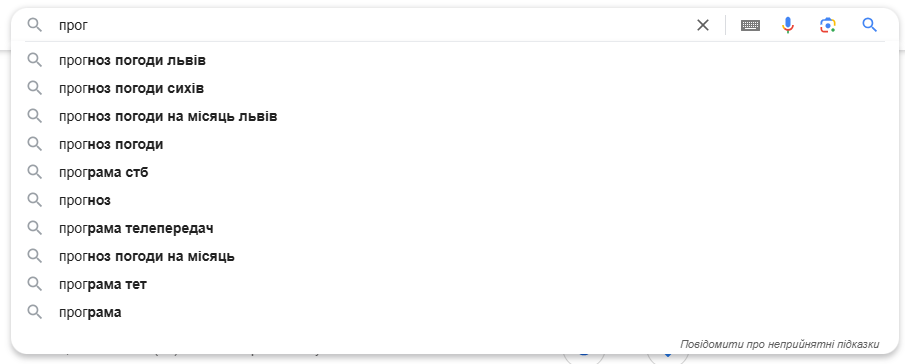 прог
прогноз погоди львів
прогноз погоди сихів
прогноз погоди на місяць львів
прогноз погоди
програма стб
прогноз
програма телепередач
прогноз погоди на місяць
програма тет
програма
Повідомити про неприйнятні підказки